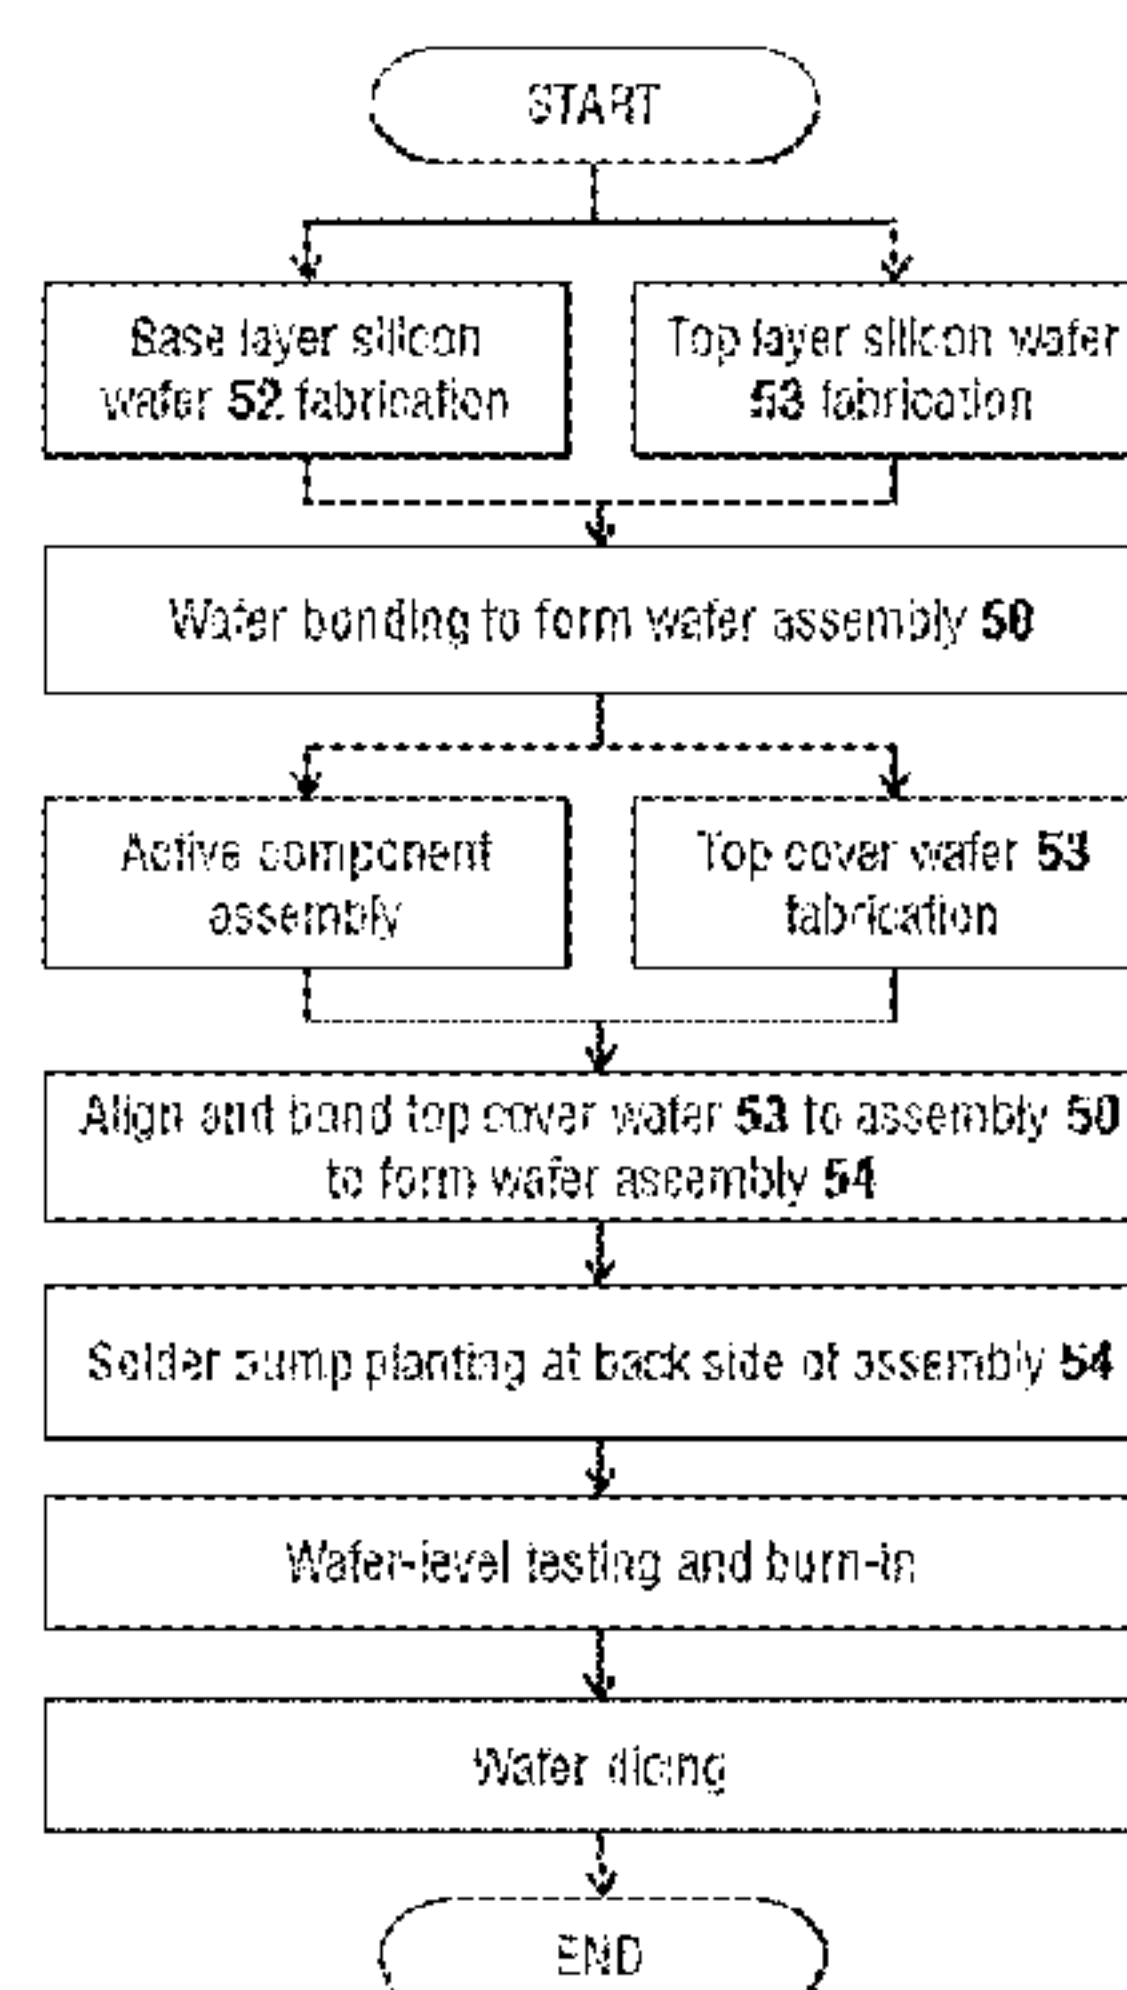 START
Base layer silicon
wafer 52 fabrication
Top layer silicon wafer
53 fabrication
Wafer bonding to form wafer assembly 50
Active component
assembly
Top cover wafer 53
fabrication
Align and bond top cover wafer 53 to assembly 50
to form wafer assembly 54
Solder bump planting at back side of assembly 54
Wafer-level testing and burn-in
Wafer dicing
END